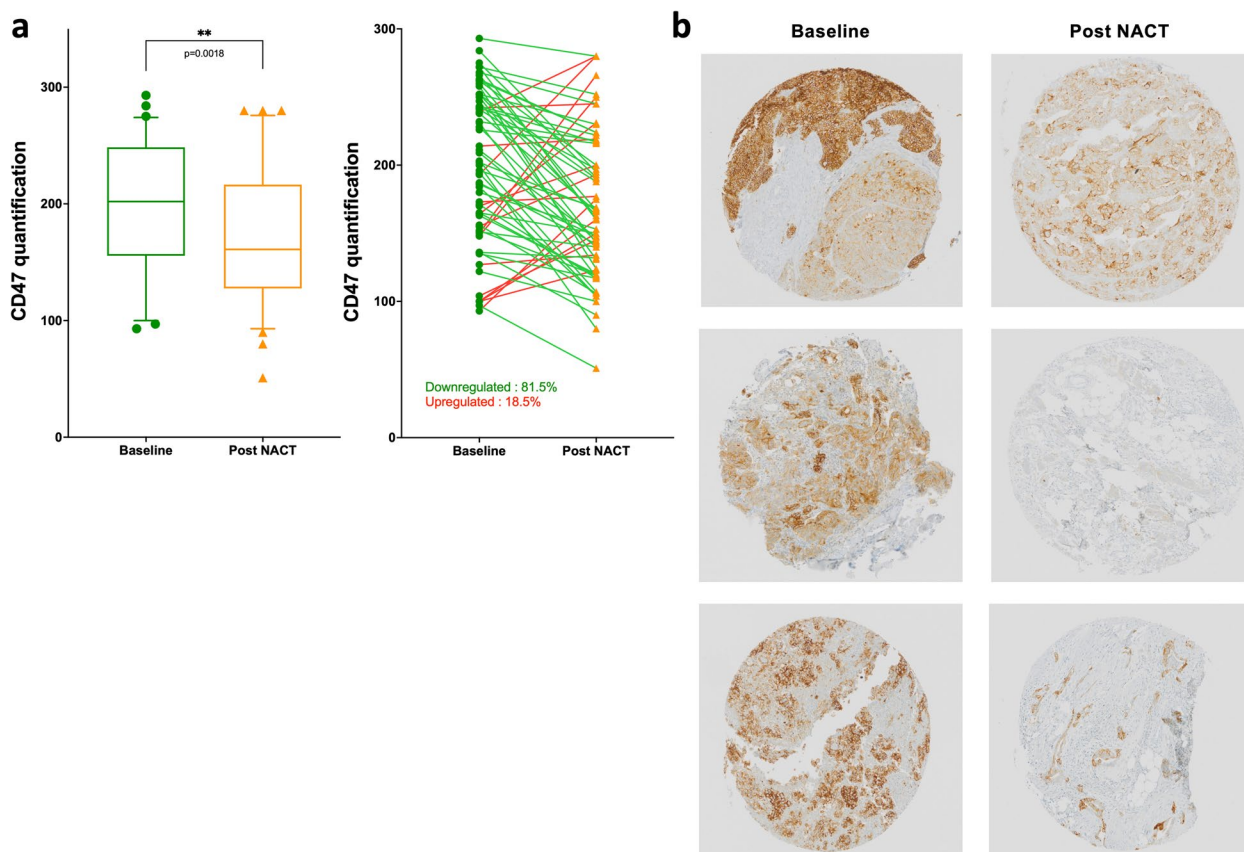 a
**
p=0.0018
CD47 quantification
300
200
100
0
Baseline
Post NACT
CD47 quantification
300
200
100
0
Downregulated : 81.5%
Upregulated : 18.5%
Baseline
Post NACT
b
Baseline
Post NACT